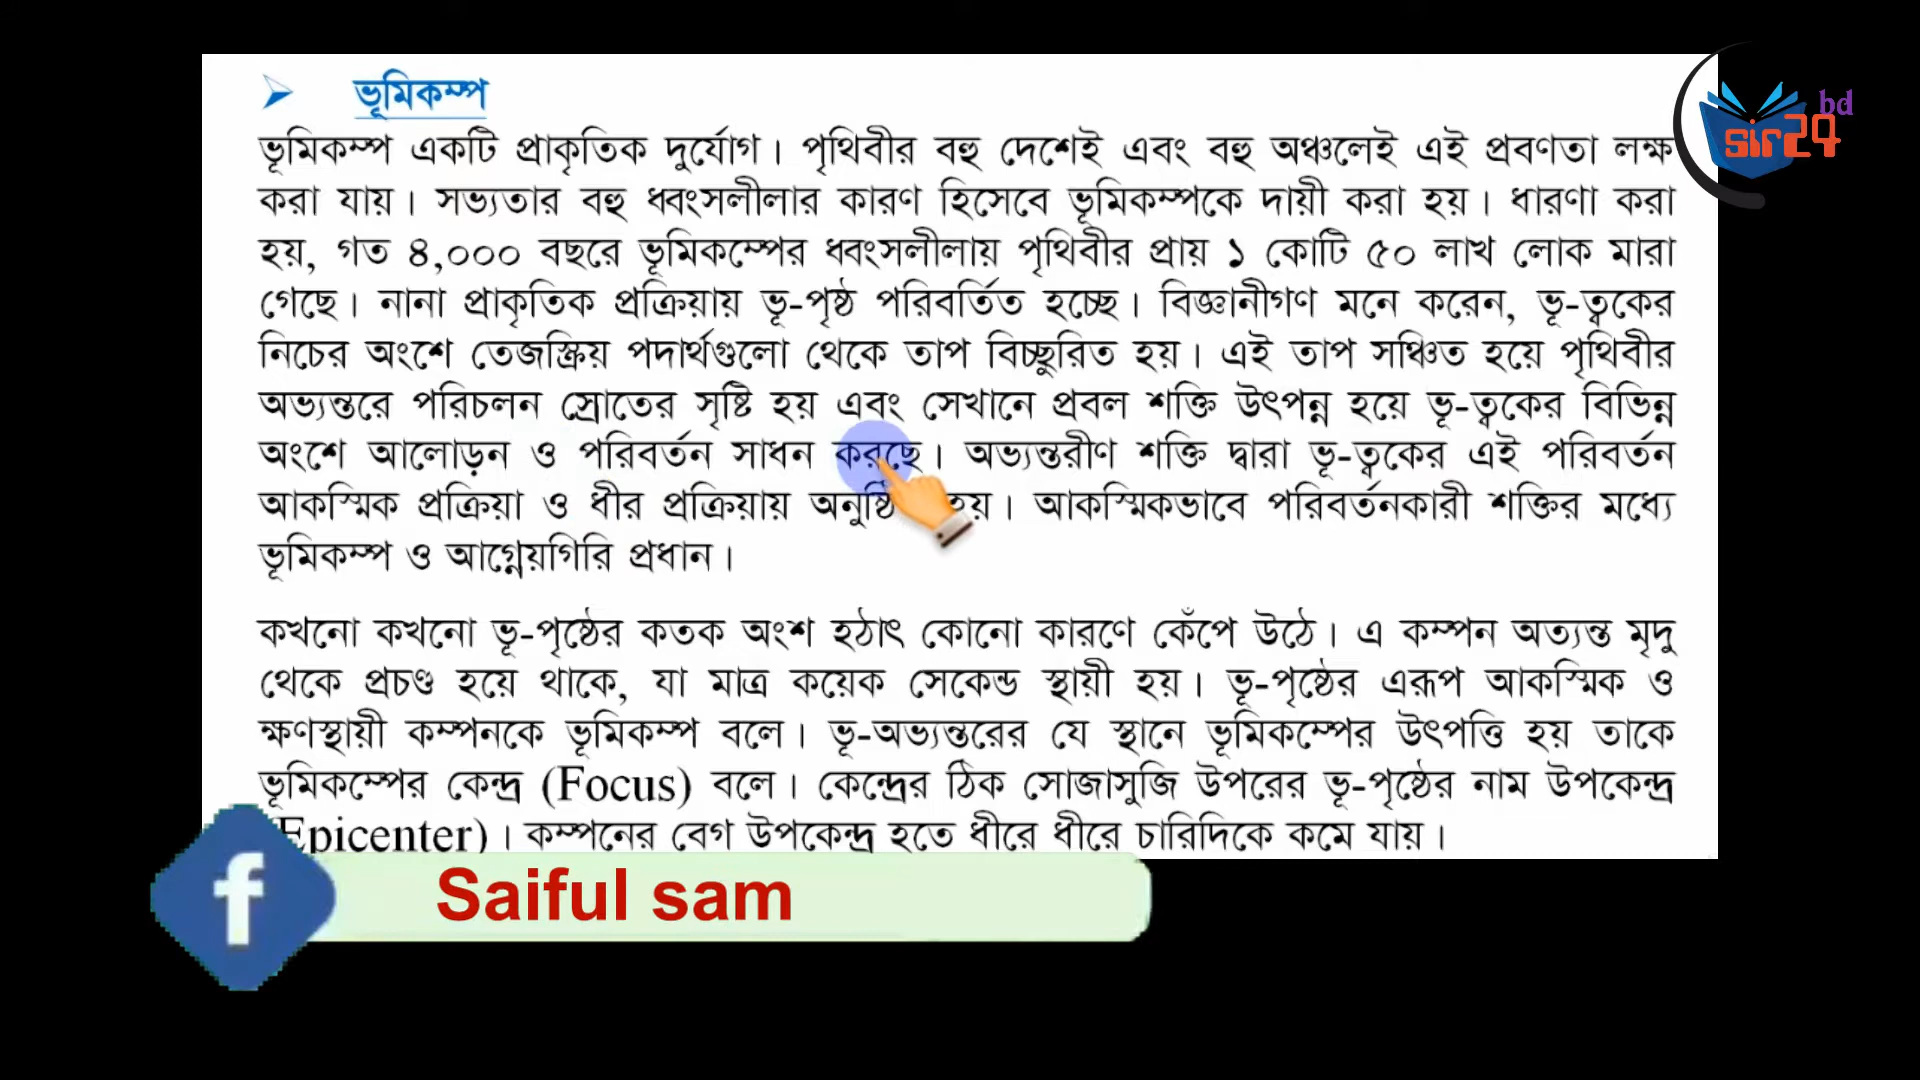 ভূমিকম্প
ভূমিকম্প একটি প্রাকৃতিক দুর্যোগ। পৃথিবীর বহু দেশেই এবং বহু অঞ্চলেই এই প্রবণতা লক্ষ
করা যায়। সভ্যতার বহু ধ্বংসলীলার কারণ হিসেবে ভূমিকম্পকে দায়ী করা হয়। ধারণা করা
হয়, গত ৪,০০০ বছরে ভূমিকম্পের ধ্বংসলীলায় পৃথিবীর প্রায় ১ কোটি ৫০ লাখ লোক মারা
গেছে। নানা প্রাকৃতিক প্রক্রিয়ায় ভূ-পৃষ্ঠ পরিবর্তিত হচ্ছে। বিজ্ঞানীগণ মনে করেন, ভূ-ত্বকের
নিচের অংশে তেজস্ক্রিয় পদার্থগুলো থেকে তাপ বিচ্ছুরিত হয়। এই তাপ সঞ্চিত হয়ে পৃথিবীর
অভ্যন্তরে পরিচলন স্রোতের সৃষ্টি হয় এবং সেখানে প্রবল শক্তি উৎপন্ন হয়ে ভূ-ত্বকের বিভিন্ন
অংশে আলোড়ন ও পরিবর্তন সাধন করছে। অভ্যন্তরীণ শক্তি দ্বারা ভূ-ত্বকের এই পরিবর্তন
আকস্মিক প্রক্রিয়া ও ধীর প্রক্রিয়ায় হয়। আকস্মিকভাবে পরিবর্তনকারী শক্তির মধ্যে
ভূমিকম্প ও আগ্নেয়গিরি প্রধান।
কখনো কখনো ভূ-পৃষ্ঠের কতক অংশ হঠাৎ কোনো কারণে কেঁপে উঠে। এ কম্পন অত্যন্ত মৃদু
থেকে প্রচণ্ড হয়ে থাকে, যা মাত্র কয়েক সেকেন্ড স্থায়ী হয়। ভূ-পৃষ্ঠের এরূপ আকস্মিক ও
ক্ষণস্থায়ী কম্পনকে ভূমিকম্প বলে। ভূ-অভ্যন্তরের যে স্থানে ভূমিকম্পের উৎপত্তি হয় তাকে
ভূমিকম্পের কেন্দ্র (Focus) বলে। কেন্দ্রের ঠিক সোজাসুজি উপরের ভূ-পৃষ্ঠের নাম উপকেন্দ্র
Epicenter)। কম্পনের বেগ উপকেন্দ্র হতে ধীরে ধীরে চারিদিকে কমে যায়।
f
Saiful sam
sir24 bd